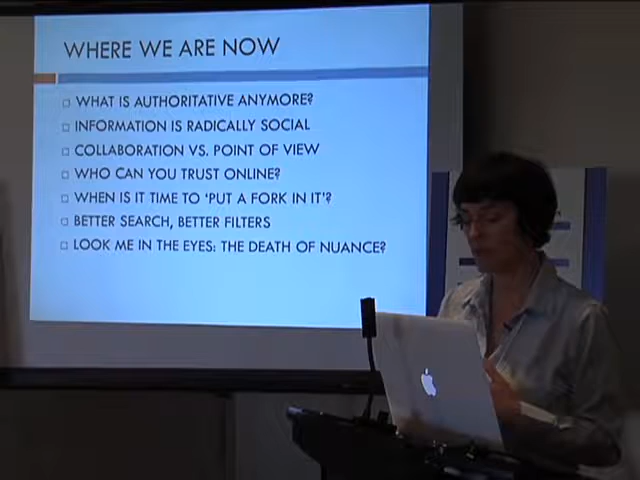 WHERE WE ARE NOW
WHAT IS AUTHORITATIVE ANYMORE?
INFORMATION IS RADICALLY SOCIAL
COLLABORATION VS. POINT OF VIEW
WHO CAN YOU TRUST ONLINE?
WHEN IS IT TIME TO 'PUT A FORK IN IT'?
BETTER SEARCH, BETTER FILTERS
LOOK ME IN THE EYES: THE DEATH OF NUANCE?